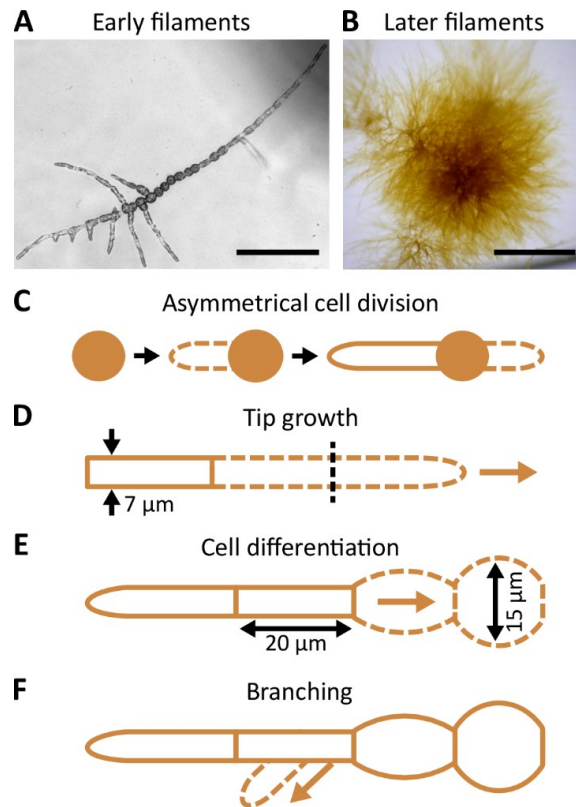 A Early filaments
B Later filaments
C Asymmetrical cell division
D Tip growth
7 µm
E Cell differentiation
20 µm
15 µm
F Branching